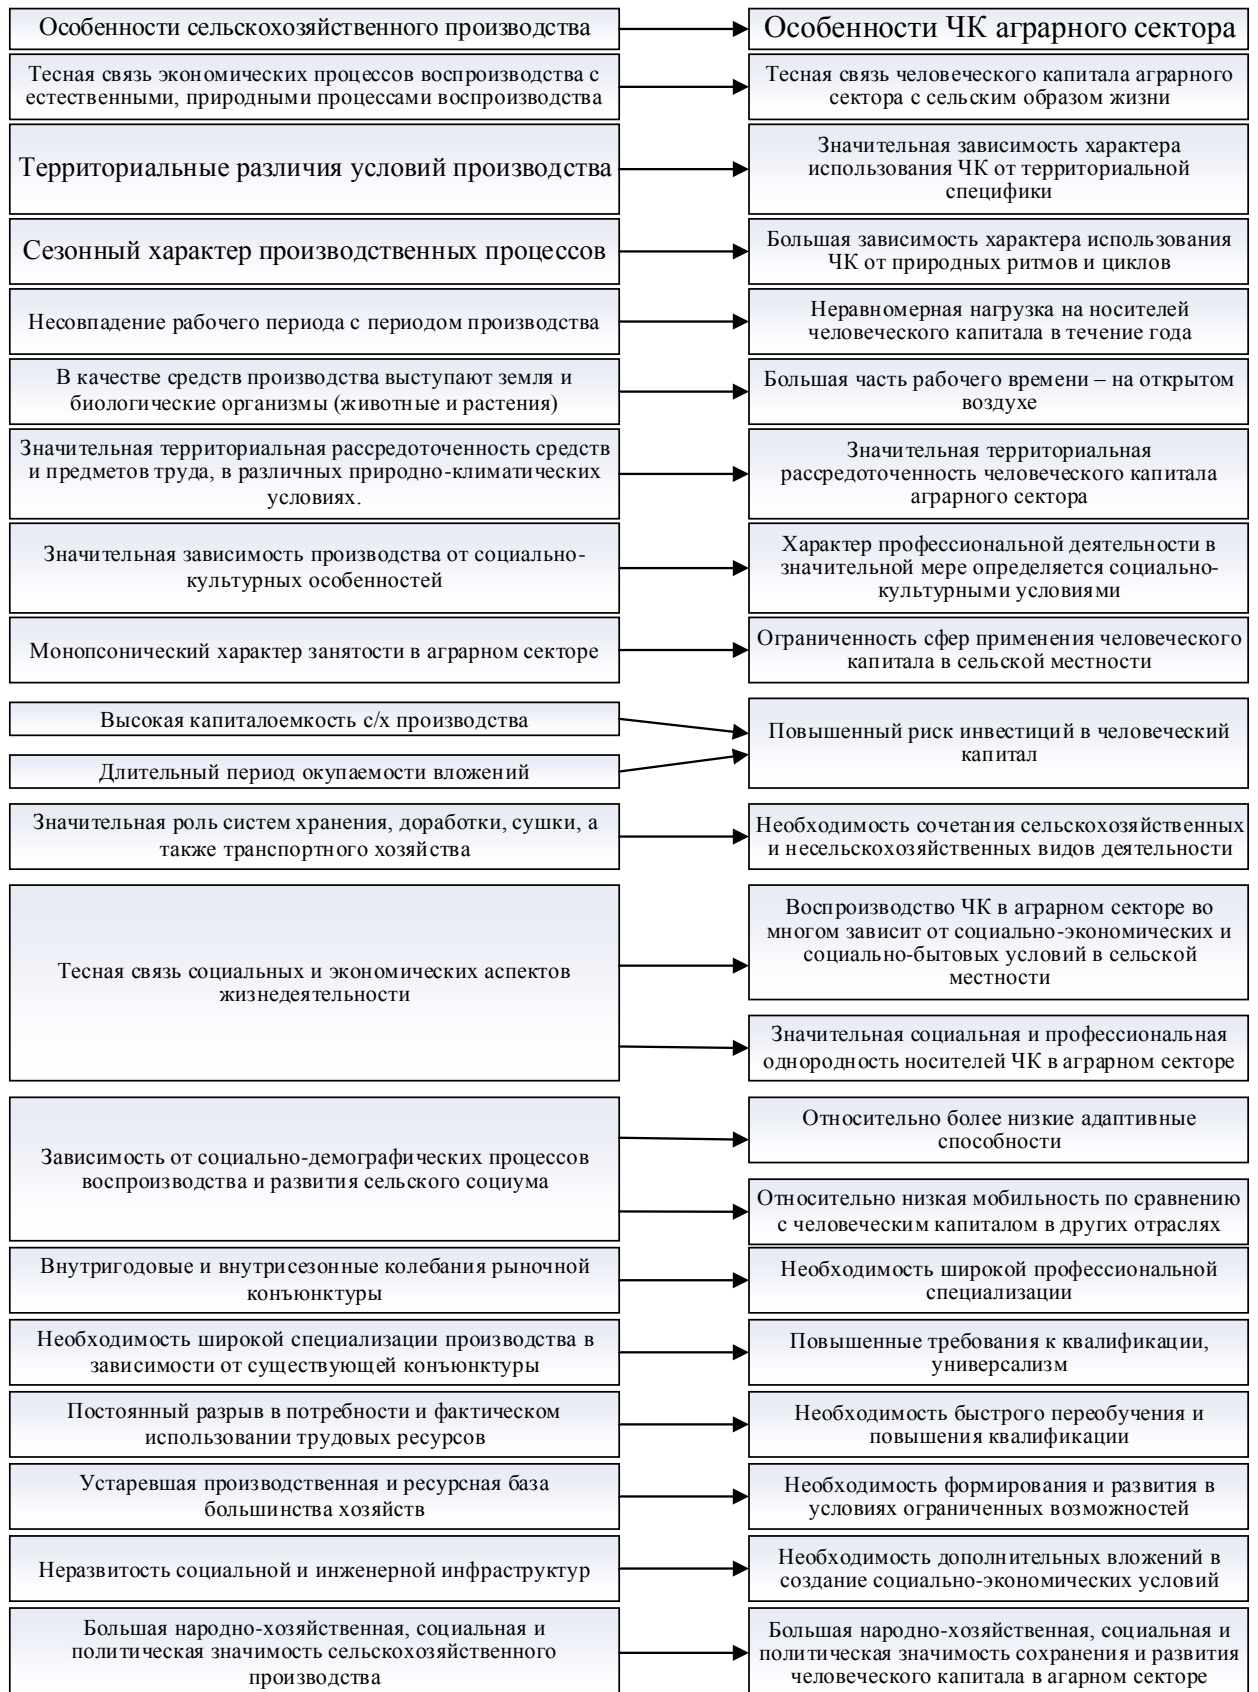 Особенности сельскохозяйственного производства
Особенности ЧК аграрного сектора
Тесная связь экономических процессов воспроизводства с
естественными, природными процессами воспроизводства
Тесная связь человеческого капитала аграрного
сектора с сельским образом жизни
Территориальные различия условий производства
Значительная зависимость характера
использования ЧК от территориальной
специфики
Сезонный характер производственных процессов
Большая зависимость характера использования
ЧК от природных ритмов и циклов
Несовпадение рабочего периода с периодом производства
Неравномерная нагрузка на носителей
человеческого капитала в течение года
В качестве средств производства выступают земля и
биологические организмы (животные и растения)
Большая часть рабочего времени – на открытом
воздухе
Значительная территориальная рассредоточенность средств
и предметов труда, в различных природно-климатических
условиях.
Значительная территориальная
рассредоточенность человеческого капитала
аграрного сектора
Значительная зависимость производства от социально-
культурных особенностей
Характер профессиональной деятельности в
значительной мере определяется социально-
культурными условиями
Монопсонический характер занятости в аграрном секторе
Ограниченность сфер применения человеческого
капитала в сельской местности
Высокая капиталоемкость с/х производства
Длительный период окупаемости вложений
Повышенный риск инвестиций в человеческий
капитал
Значительная роль систем хранения, доработки, сушки, а
также транспортного хозяйства
Необходимость сочетания сельскохозяйственных
и несельскохозяйственных видов деятельности
Тесная связь социальных и экономических аспектов
жизнедеятельности
Воспроизводство ЧК в аграрном секторе во
многом зависит от социально-экономических и
социально-бытовых условий в сельской
местности
Значительная социальная и профессиональная
однородность носителей ЧК в аграрном секторе
Зависимость от социально-демографических процессов
воспроизводства и развития сельского социума
Относительно более низкие адаптивные
способности
Относительно низкая мобильность по сравнению
с человеческим капиталом в других отраслях
Внутригодовые и внутрисезонные колебания рыночной
конъюнктуры
Необходимость широкой профессиональной
специализации
Необходимость широкой специализации производства в
зависимости от существующей конъюнктуры
Повышенные требования к квалификации,
универсализм
Постоянный разрыв в потребности и фактическом
использовании трудовых ресурсов
Необходимость быстрого переобучения и
повышения квалификации
Устаревшая производственная и ресурсная база
большинства хозяйств
Необходимость формирования и развития в
условиях ограниченных возможностей
Неразвитость социальной и инженерной инфраструктур
Необходимость дополнительных вложений в
создание социально-экономических условий
Большая народно-хозяйственная, социальная и
политическая значимость сельскохозяйственного
производства
Большая народно-хозяйственная, социальная и
политическая значимость сохранения и развития
человеческого капитала в агарном секторе